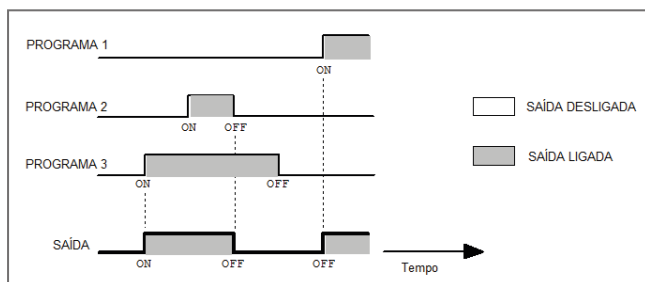 PROGRAMA 1
ON
PROGRAMA 2
ON OFF
SAÍDA DESLIGADA
PROGRAMA 3
ON OFF
SAÍDA LIGADA
SAÍDA
ON OFF OFF
Tempo